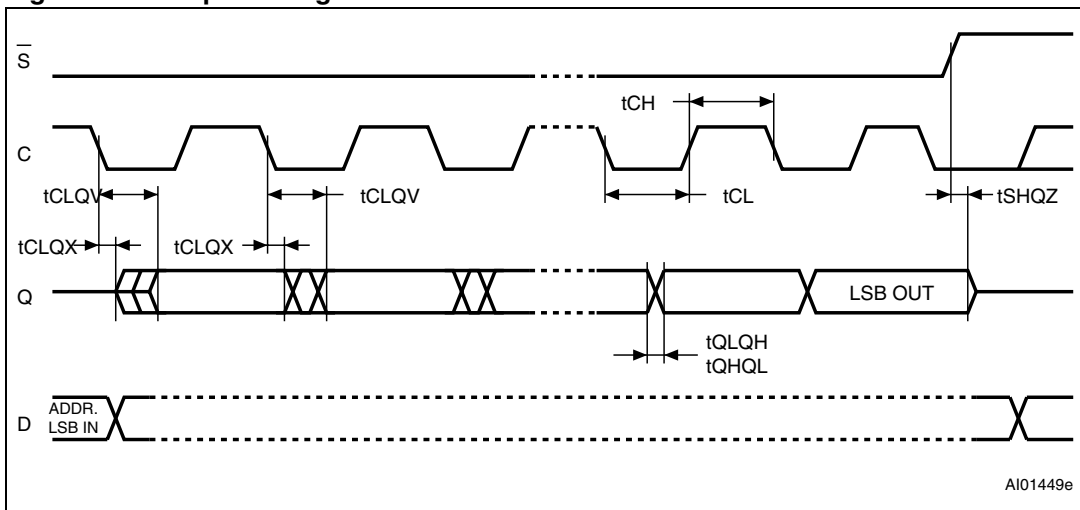 S
tCH
C
tCLQV
tCLQV
tCL
tSHQZ
tCLQX
tCLQX
Q
LSB OUT
tQLQH
tQHQL
ADDR.
D
LSB IN
AI01449e